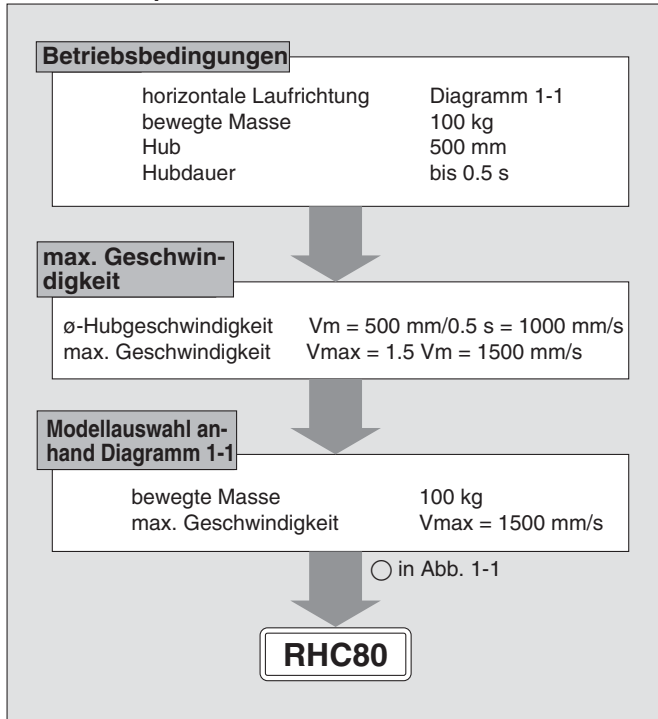 Betriebsbedingungen
horizontale Laufrichtung Diagramm 1-1
bewegte Masse 100 kg
Hub 500 mm
Hubdauer bis 0.5 s
max. Geschwin-
digkeit
ø-Hubgeschwindigkeit Vm = 500 mm/0.5 s = 1000 mm/s
max. Geschwindigkeit Vmax = 1.5 Vm = 1500 mm/s
Modellauswahl an-
hand Diagramm 1-1
bewegte Masse 100 kg
max. Geschwindigkeit Vmax = 1500 mm/s
◯ in Abb. 1-1
RHC80